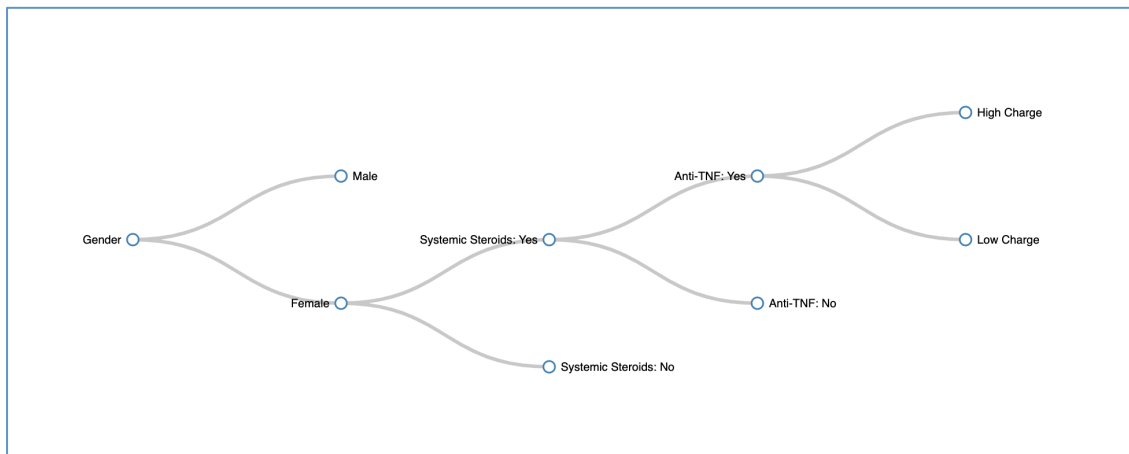 High Charge
Male
Anti-TNF: Yes
Gender
Systemic Steroids: Yes
Low Charge
Female
Anti-TNF: No
Systemic Steroids: No